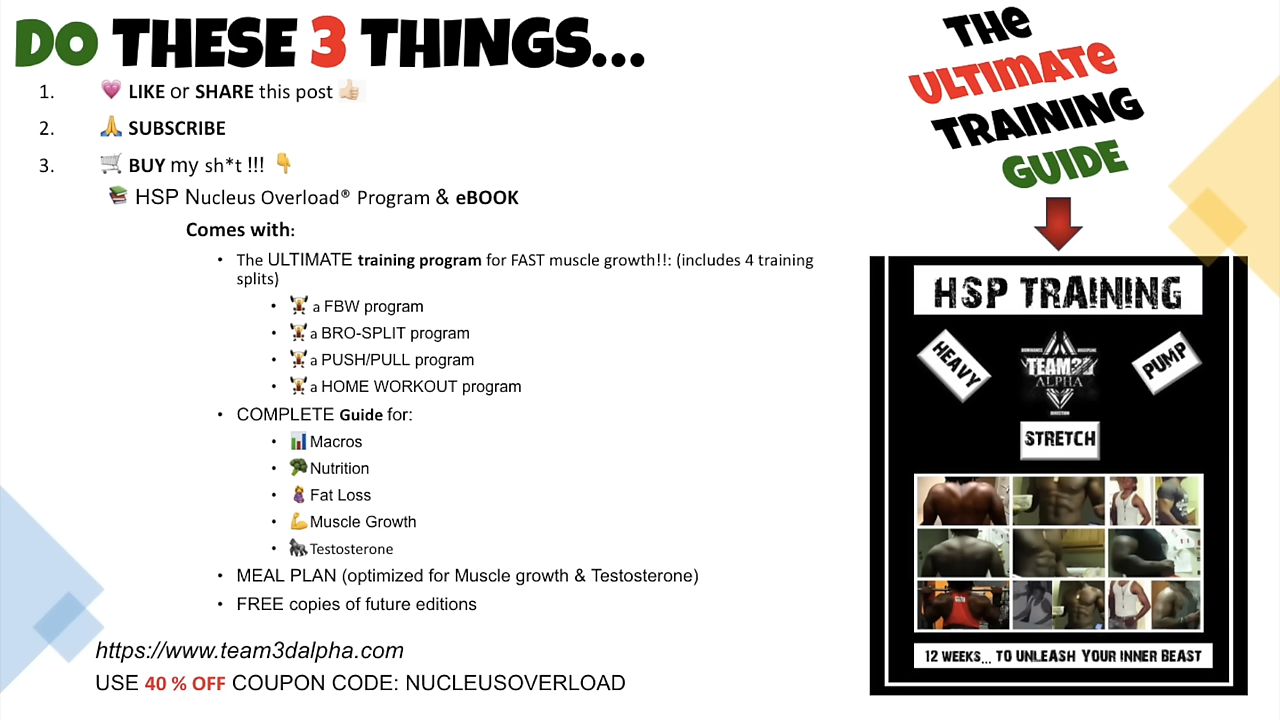 DO THESE 3 THINGS...
1. 💗 LIKE or SHARE this post 👍🏻
2. 🙏 SUBSCRIBE
3. 🛒 BUY my sh*t !!! 👇
📚 HSP Nucleus Overload® Program & eBOOK
Comes with:
• The ULTIMATE training program for FAST muscle growth!!: (includes 4 training
splits)
• 🏋 a FBW program
• 🏋 a BRO-SPLIT program
• 🏋 a PUSH/PULL program
• 🏋 a HOME WORKOUT program
• COMPLETE Guide for:
• 📊 Macros
• 🥦 Nutrition
• 🤰 Fat Loss
• 💪 Muscle Growth
• 🦍 Testosterone
• MEAL PLAN (optimized for Muscle growth & Testosterone)
• FREE copies of future editions
https://www.team3dalpha.com
USE 40 % OFF COUPON CODE: NUCLEUSOVERLOAD
THE
ULTIMATE
TRAINING
GUIDE
HSP TRAINING
HEAVY
DOMINANCE DISCIPLINE
TEAM3D
ALPHA
DIRECTION
PUMP
STRETCH
12 WEEKS... TO UNLEASH YOUR INNER BEAST